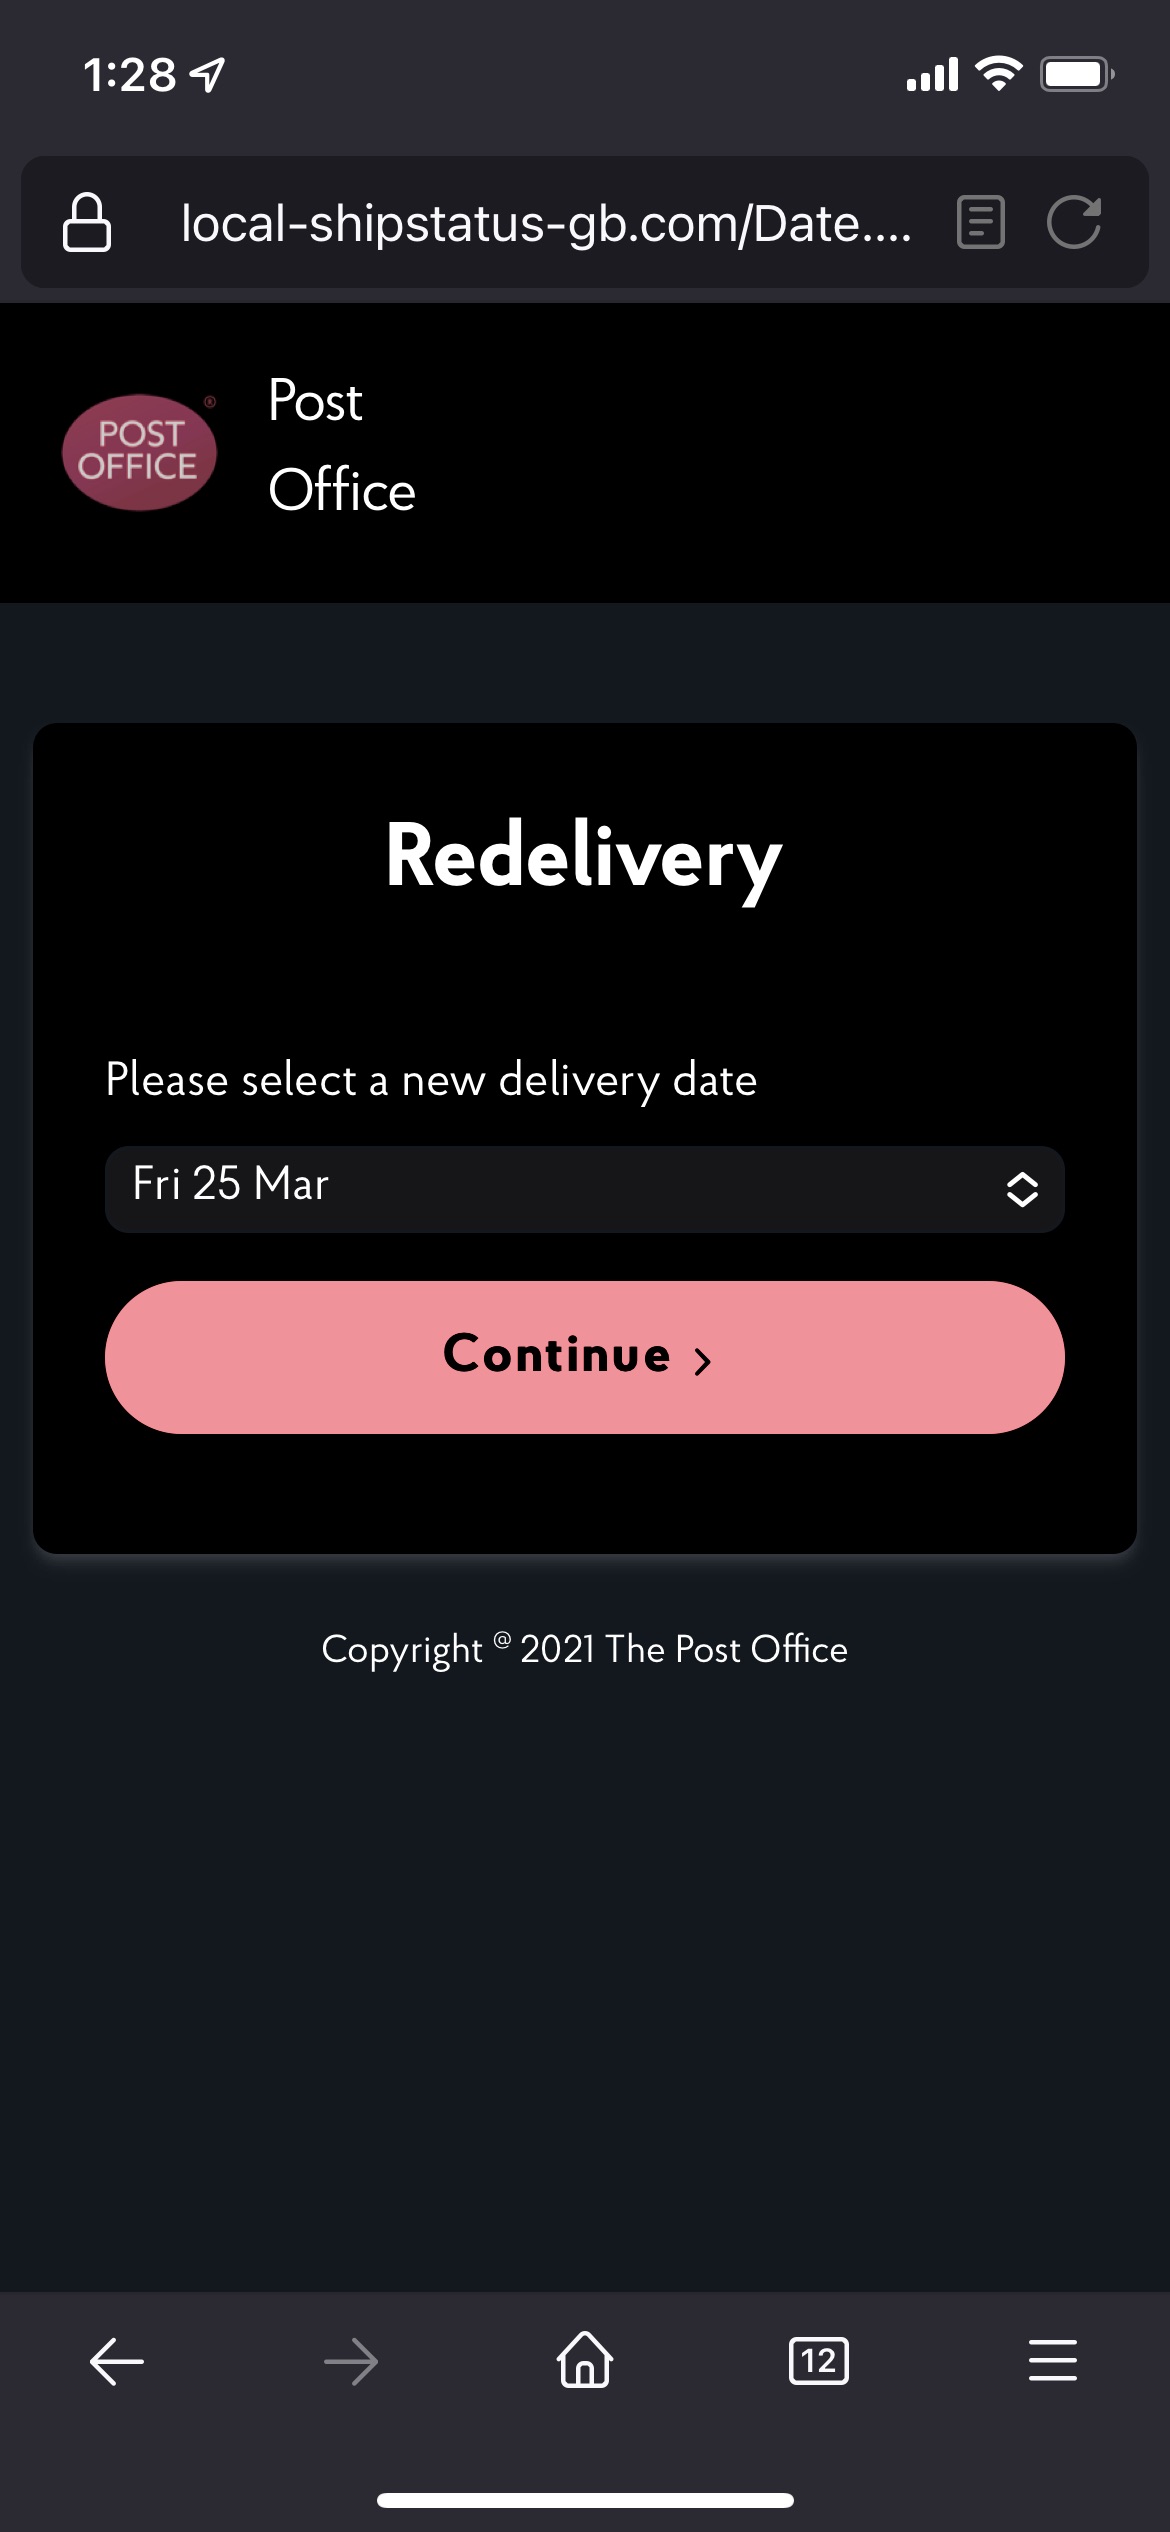 1:28
local-shipstatus-gb.com/Date....
POST
OFFICE
®
Post
Office
Redelivery
Please select a new delivery date
Fri 25 Mar
Continue ›
Copyright @ 2021 The Post Office
12